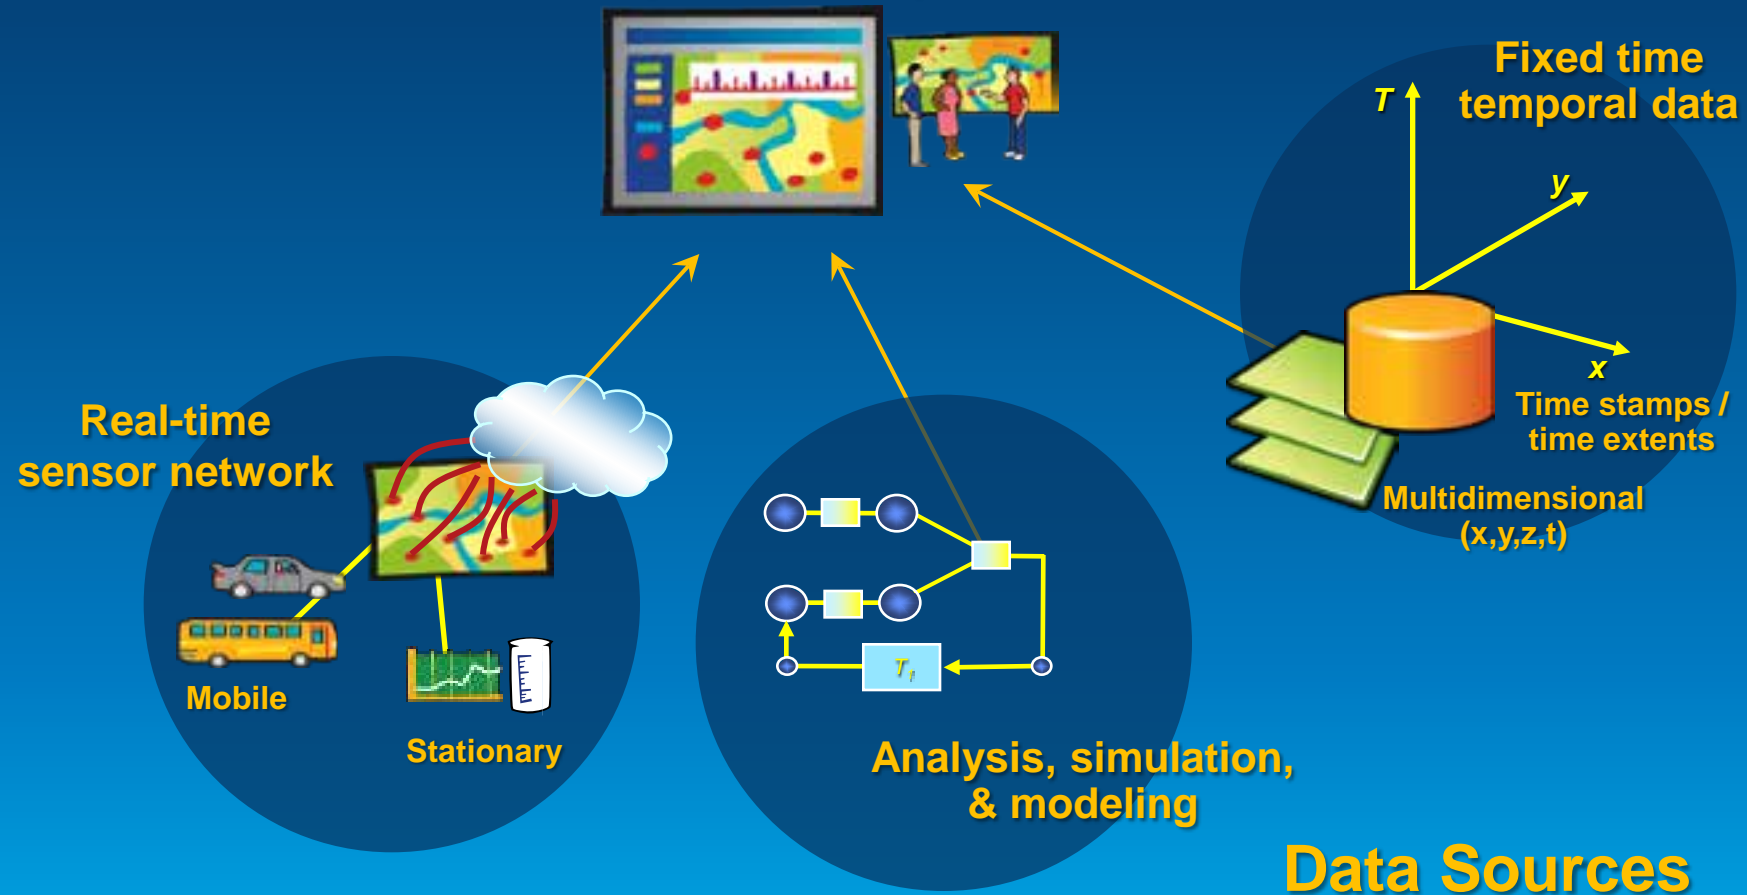 Fixed time
temporal data
T
y
x
Time stamps /
time extents
Multidimensional
(x,y,z,t)
Real-time
sensor network
Mobile
Stationary
T₁
Analysis, simulation,
& modeling
Data Sources